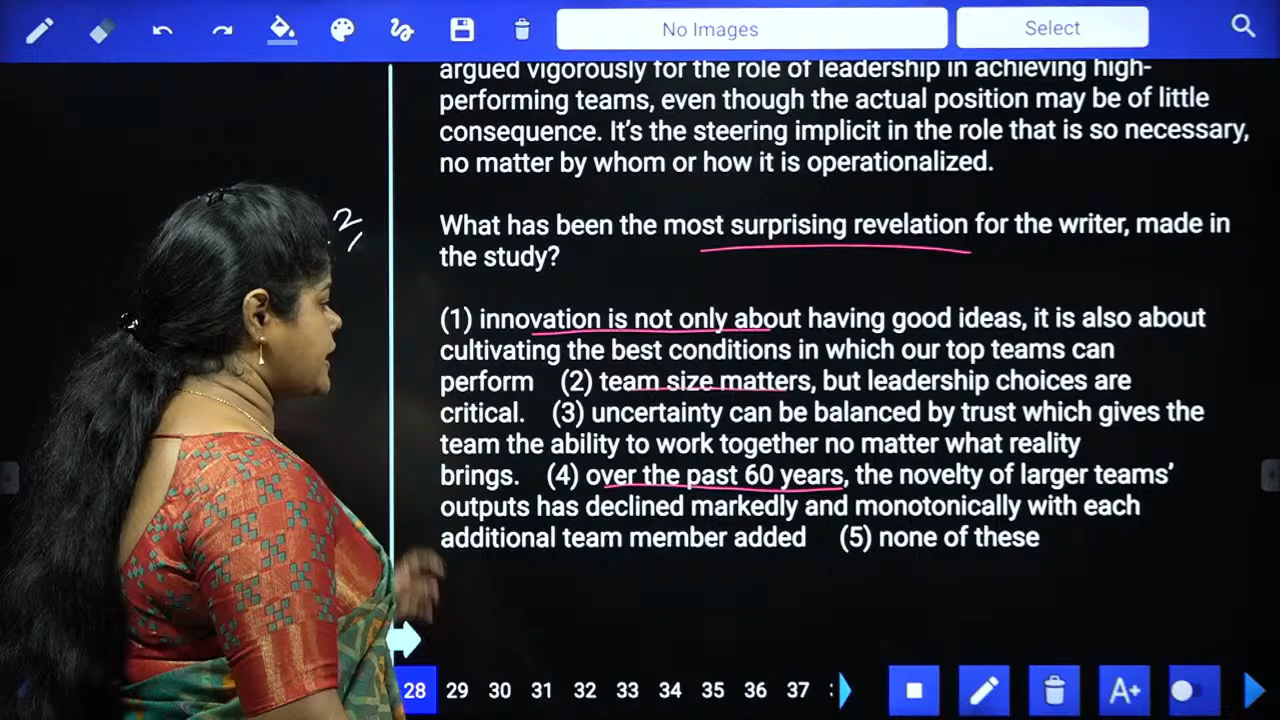 No Images
Select
argued vigorously for the role of leadership in achieving high-
performing teams, even though the actual position may be of little
consequence. It's the steering implicit in the role that is so necessary,
no matter by whom or how it is operationalized.
21
What has been the most surprising revelation for the writer, made in
the study?
(1) innovation is not only about having good ideas, it is also about
cultivating the best conditions in which our top teams can
perform (2) team size matters, but leadership choices are
critical. (3) uncertainty can be balanced by trust which gives the
team the ability to work together no matter what reality
brings. (4) over the past 60 years, the novelty of larger teams'
outputs has declined markedly and monotonically with each
additional team member added (5) none of these
28 29 30 31 32 33 34 35 36 37
A+